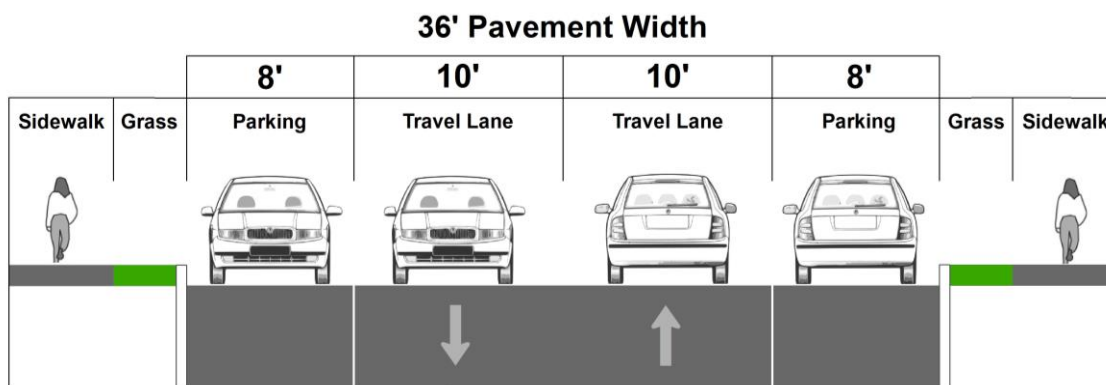 36' Pavement Width
8' 10' 10' 8'
Sidewalk Grass Parking Travel Lane Travel Lane Parking Grass Sidewalk